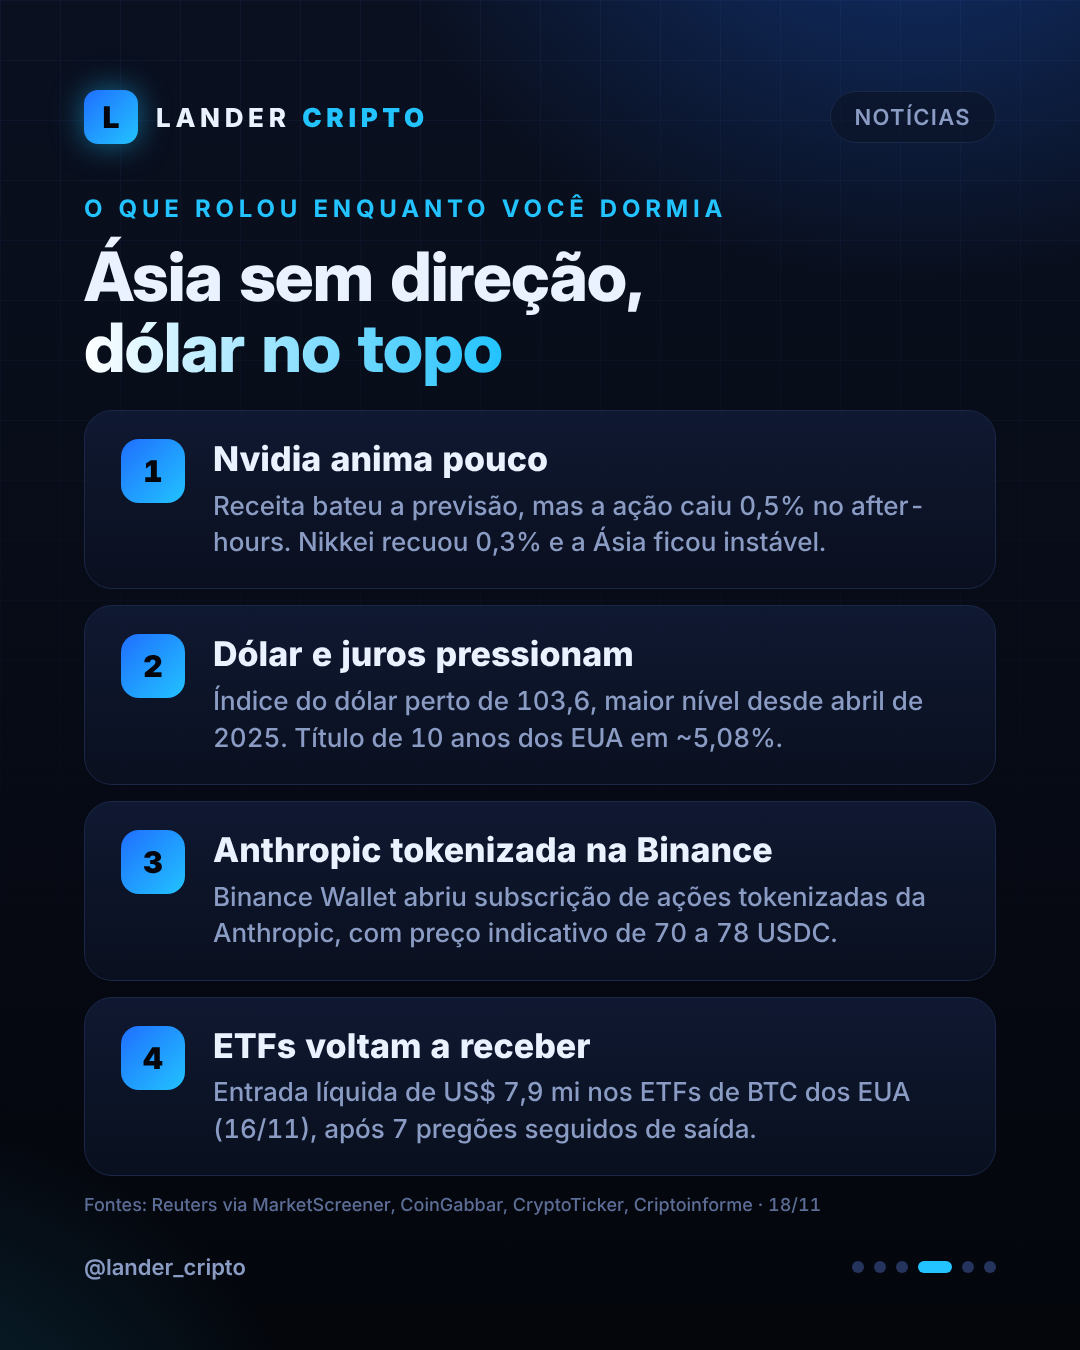 L LANDER CRIPTO
NOTÍCIAS
O QUE ROLOU ENQUANTO VOCÊ DORMIA
Ásia sem direção,
dólar no topo
1
Nvidia anima pouco
Receita bateu a previsão, mas a ação caiu 0,5% no after-
hours. Nikkei recuou 0,3% e a Ásia ficou instável.
2
Dólar e juros pressionam
Índice do dólar perto de 103,6, maior nível desde abril de
2025. Título de 10 anos dos EUA em ~5,08%.
3
Anthropic tokenizada na Binance
Binance Wallet abriu subscrição de ações tokenizadas da
Anthropic, com preço indicativo de 70 a 78 USDC.
4
ETFs voltam a receber
Entrada líquida de US$ 7,9 mi nos ETFs de BTC dos EUA
(16/11), após 7 pregões seguidos de saída.
Fontes: Reuters via MarketScreener, CoinGabbar, CryptoTicker, Criptoinforme · 18/11
@lander_cripto